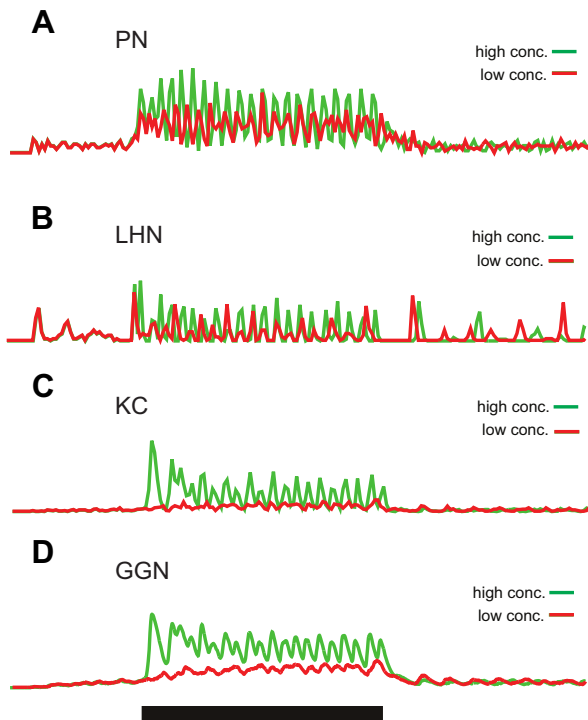 A
PN
high conc.
low conc.
B
LHN
high conc.
low conc.
C
KC
high conc.
low conc.
D
GGN
high conc.
low conc.